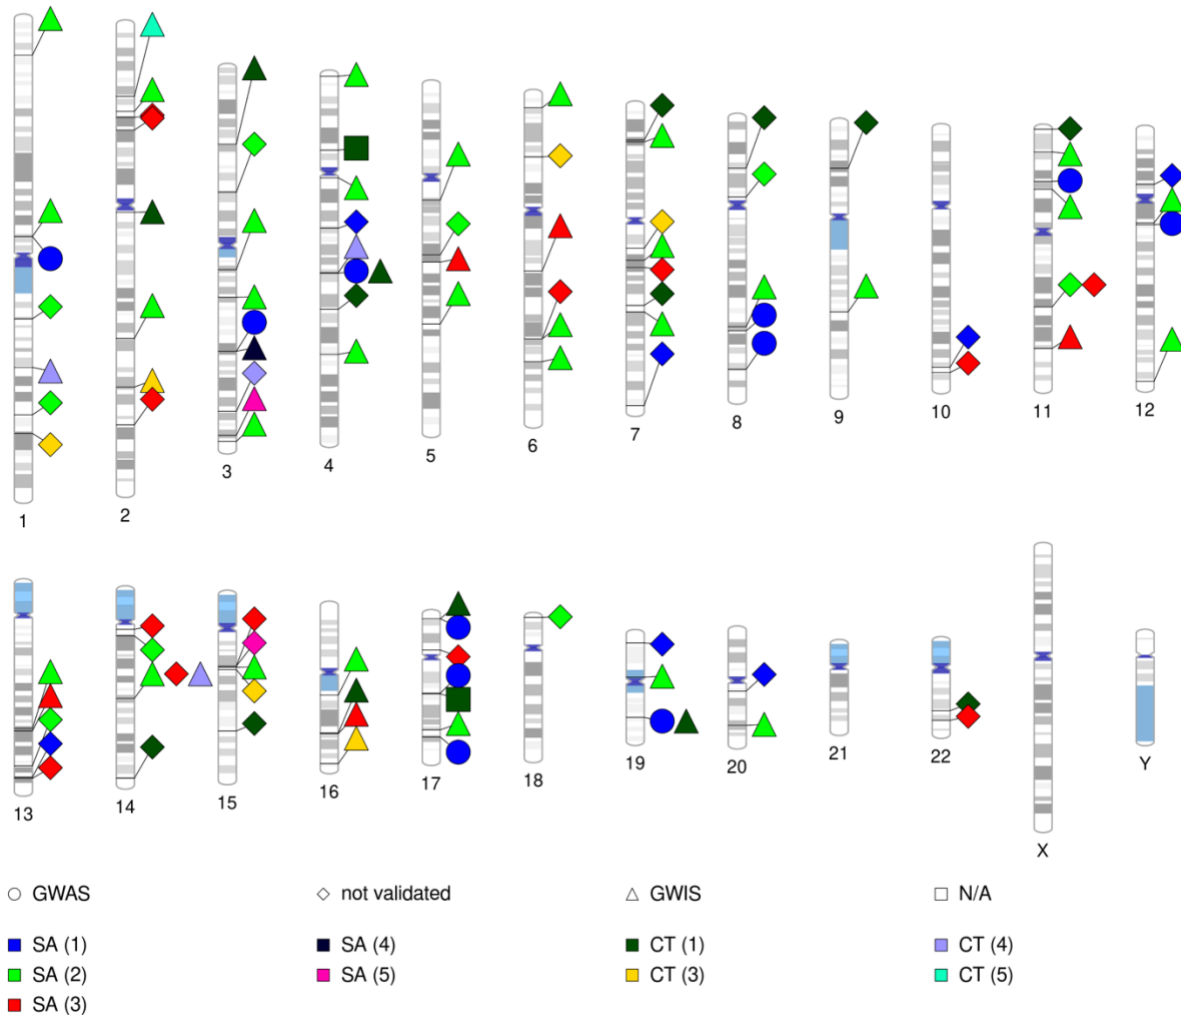 1
2
3
4
5
6
7
8
9
10
11
12
13
14
15
16
17
18
19
20
21
22
X
Y
GWAS
not validated
GWIS
N/A
SA (1)
SA (4)
CT (1)
CT (4)
SA (2)
SA (5)
CT (3)
CT (5)
SA (3)